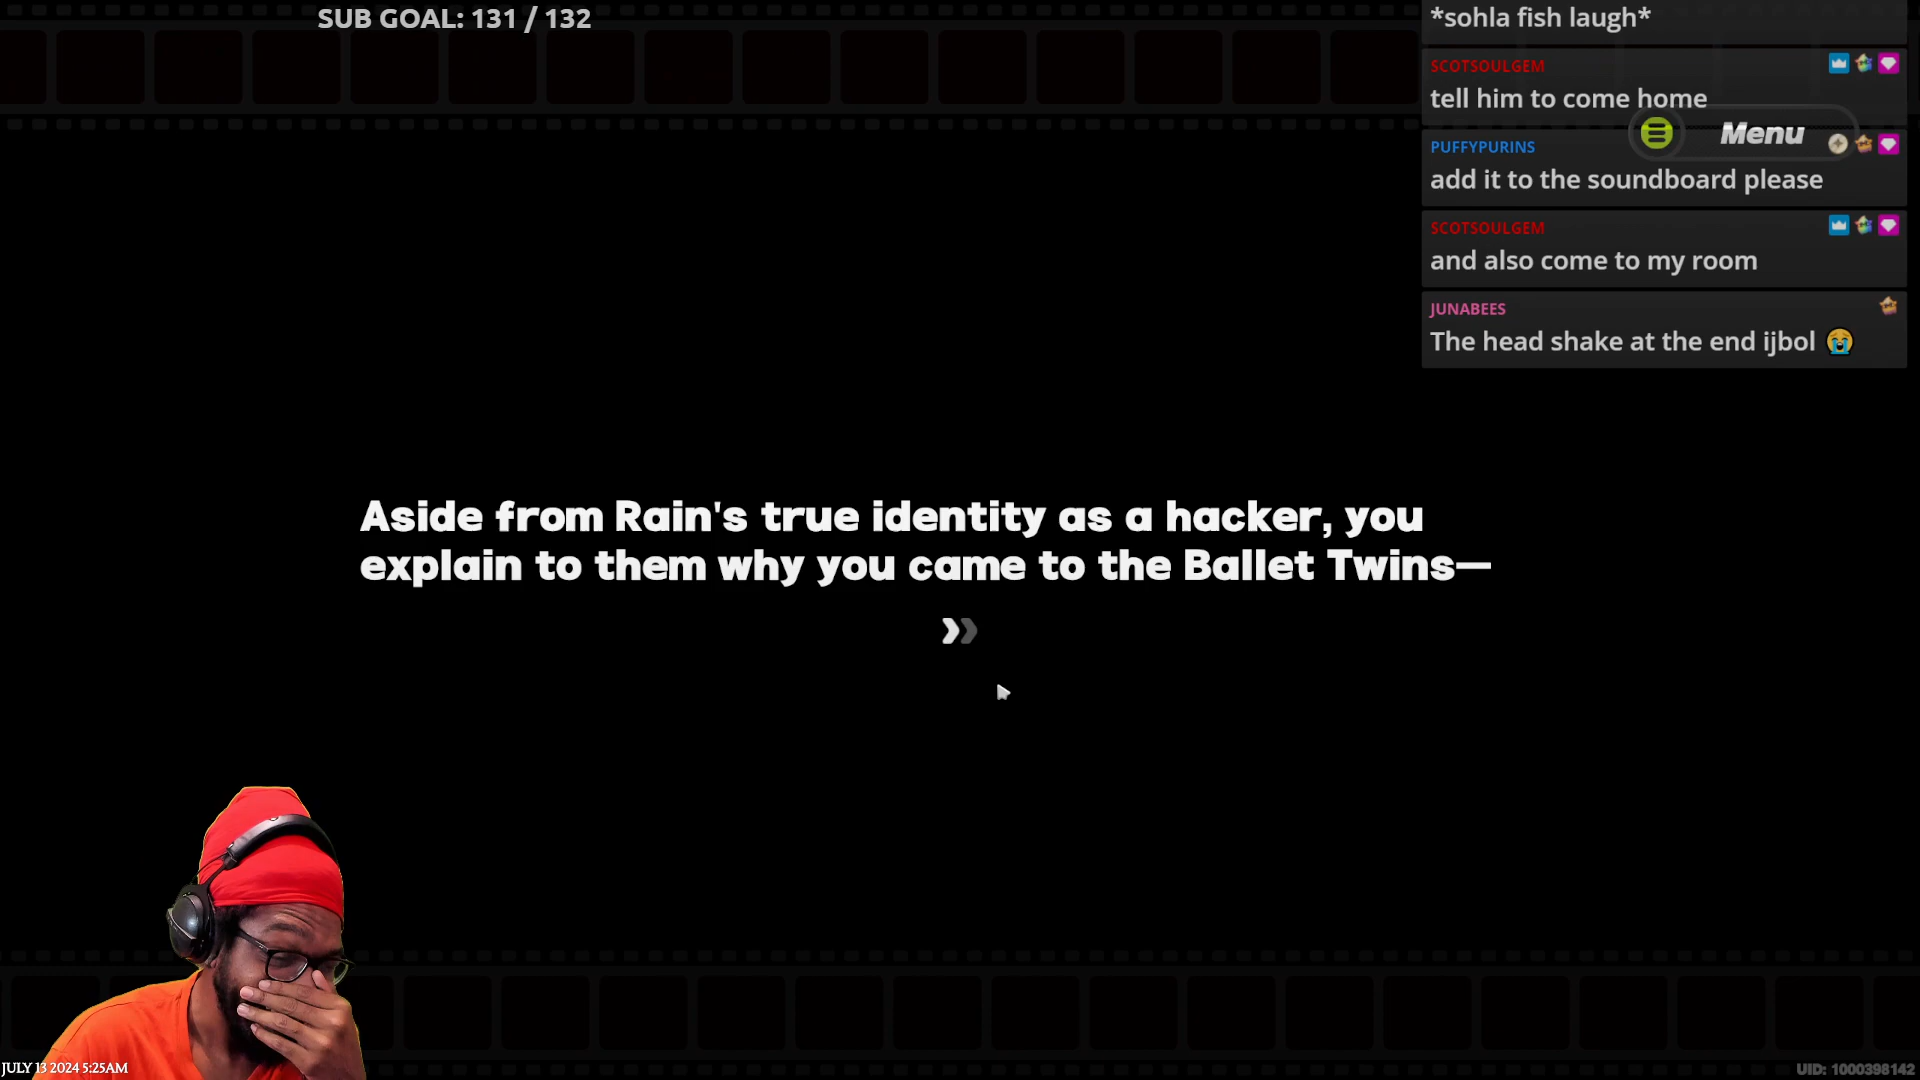 SUB GOAL: 131 / 132
*sohla fish laugh*
SCOTSOULGEM
tell him to come home
Menu
PUFFYPURINS
add it to the soundboard please
SCOTSOULGEM
and also come to my room
JUNABEES
The head shake at the end ijbol 😭
Aside from Rain's true identity as a hacker, you
explain to them why you came to the Ballet Twins—
JULY 13 2024 5:25AM
UID: 1000398142